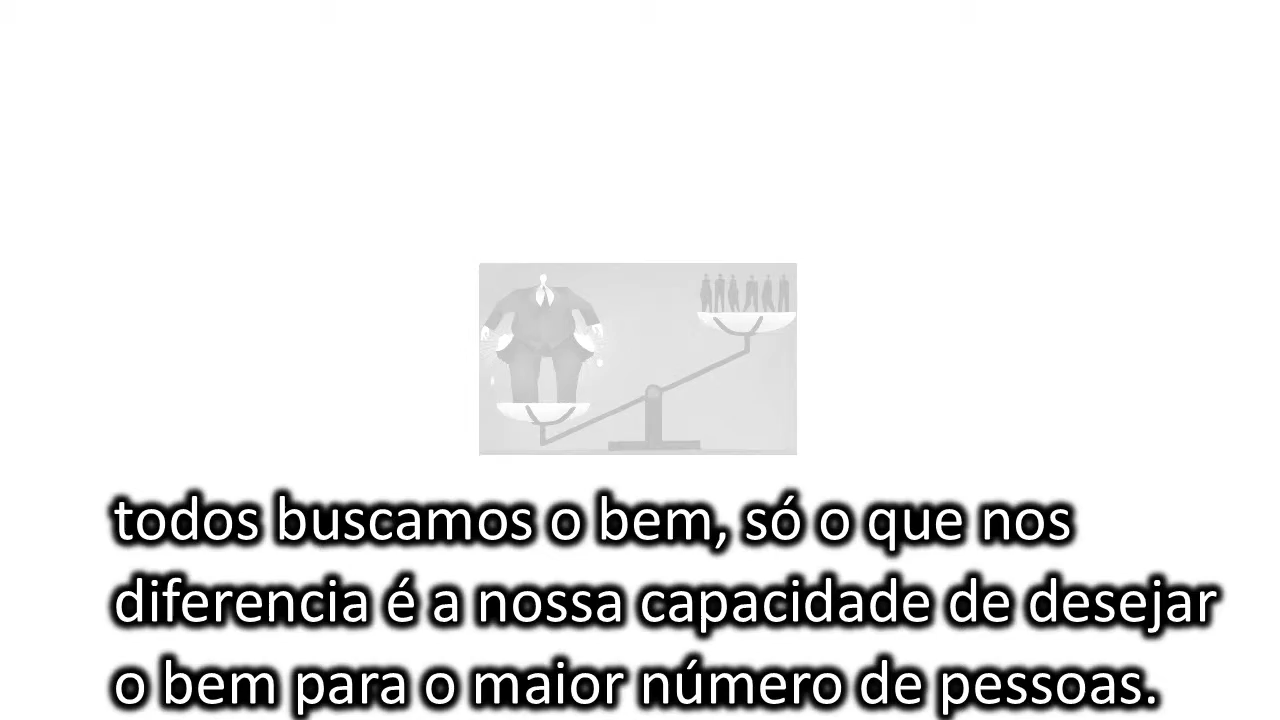 todos buscamos o bem, só o que nos
diferencia é a nossa capacidade de desejar
o bem para o maior número de pessoas.